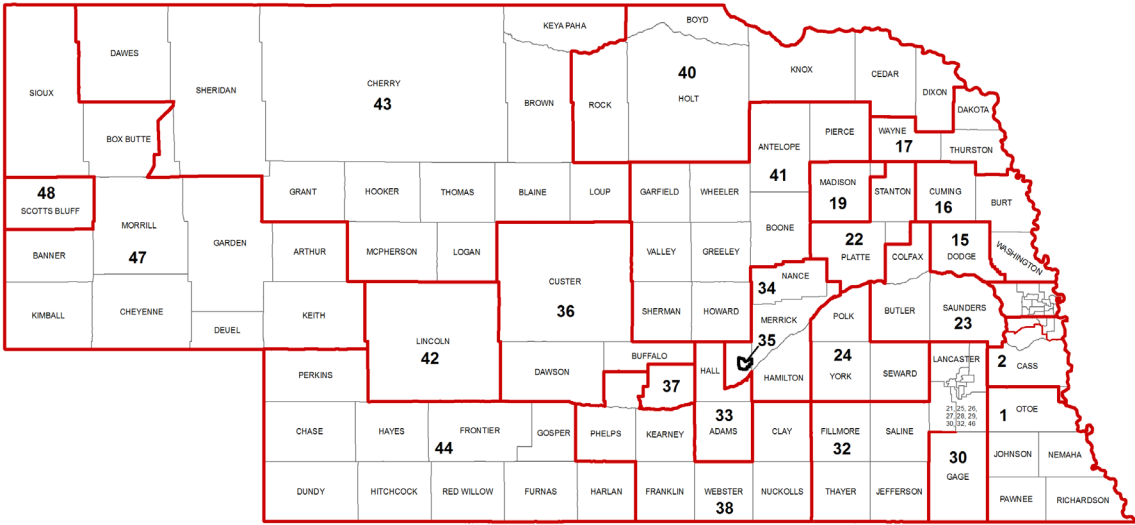 BOYD
KEYA PAHA
DAWES
SIOUX
SHERIDAN
CHERRY
43
BROWN
ROCK
40
HOLT
KNOX
CEDAR
DIXON
DAKOTA
BOX BUTTE
ANTELOPE
41
PIERCE
WAYNE
17
THURSTON
48
SCOTTS BLUFF
MORRILL
47
GARDEN
GRANT
HOOKER
THOMAS
BLAINE
LOUP
GARFIELD
WHEELER
MADISON
19
STANTON
CUMING
16
BURT
BANNER
ARTHUR
MCPHERSON
LOGAN
CUSTER
36
VALLEY
GREELEY
BOONE
22
PLATTE
COLFAX
15
DODGE
WASHINGTON
KIMBALL
CHEYENNE
DEUEL
KEITH
LINCOLN
42
SHERMAN
HOWARD
NANCE
34
MERRICK
35
POLK
BUTLER
SAUNDERS
23
PERKINS
DAWSON
BUFFALO
37
HALL
HAMILTON
24
YORK
SEWARD
LANCASTER
2
CASS
21, 25, 26,
27, 28, 29,
30, 32, 46
1
OTOE
CHASE
HAYES
FRONTIER
44
GOSPER
PHELPS
KEARNEY
33
ADAMS
CLAY
FILLMORE
32
SALINE
30
GAGE
JOHNSON
NEMAHA
DUNDY
HITCHCOCK
RED WILLOW
FURNAS
HARLAN
FRANKLIN
WEBSTER
38
NUCKOLLS
THAYER
JEFFERSON
PAWNEE
RICHARDSON